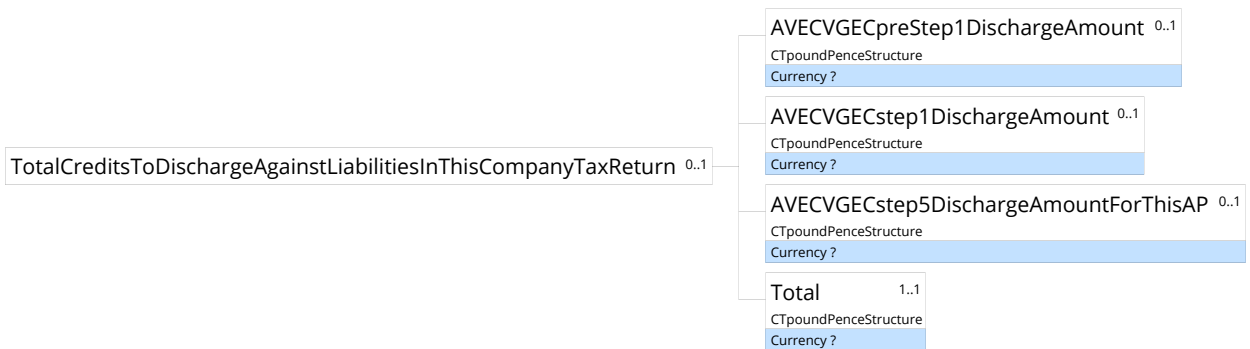 AVECVGECpreStep1DischargeAmount 0..1
CTpoundPenceStructure
Currency ?
AVECVGECstep1DischargeAmount 0..1
CTpoundPenceStructure
Currency ?
TotalCreditsToDischargeAgainstLiabilitiesInThisCompanyTaxReturn 0..1
AVECVGECstep5DischargeAmountForThisAP 0..1
CTpoundPenceStructure
Currency ?
Total 1..1
CTpoundPenceStructure
Currency ?